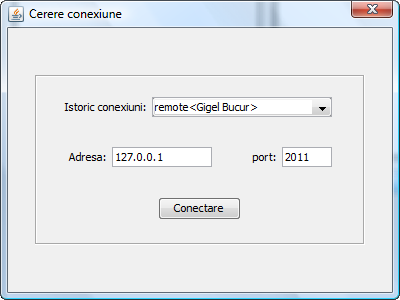 Cerere conexiune
Istoric conexiuni: remote<Gigel Bucur>
Adresa: 127.0.0.1 port: 2011
Conectare